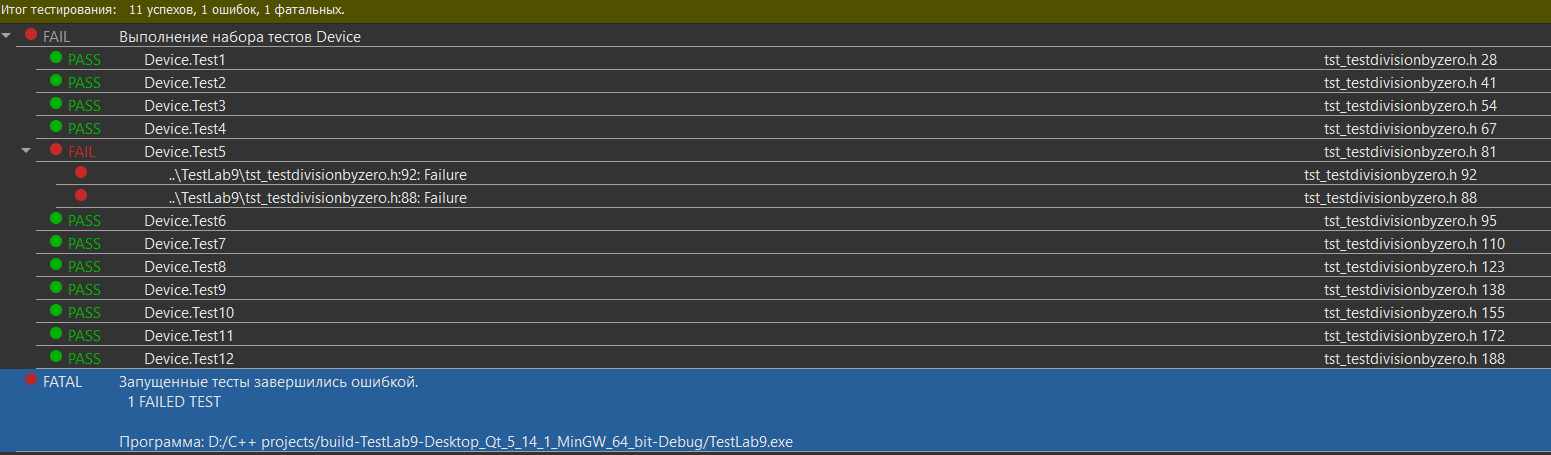 Итог тестирования: 11 успехов, 1 ошибок, 1 фатальных.
FAIL Выполнение набора тестов Device
PASS Device.Test1 tst_testdivisionbyzero.h 28
PASS Device.Test2 tst_testdivisionbyzero.h 41
PASS Device.Test3 tst_testdivisionbyzero.h 54
PASS Device.Test4 tst_testdivisionbyzero.h 67
FAIL Device.Test5 tst_testdivisionbyzero.h 81
..\TestLab9\tst_testdivisionbyzero.h:92: Failure tst_testdivisionbyzero.h 92
..\TestLab9\tst_testdivisionbyzero.h:88: Failure tst_testdivisionbyzero.h 88
PASS Device.Test6 tst_testdivisionbyzero.h 95
PASS Device.Test7 tst_testdivisionbyzero.h 110
PASS Device.Test8 tst_testdivisionbyzero.h 123
PASS Device.Test9 tst_testdivisionbyzero.h 138
PASS Device.Test10 tst_testdivisionbyzero.h 155
PASS Device.Test11 tst_testdivisionbyzero.h 172
PASS Device.Test12 tst_testdivisionbyzero.h 188
FATAL Запущенные тесты завершились ошибкой.
1 FAILED TEST
Программа: D:/C++ projects/build-TestLab9-Desktop_Qt_5_14_1_MinGW_64_bit-Debug/TestLab9.exe